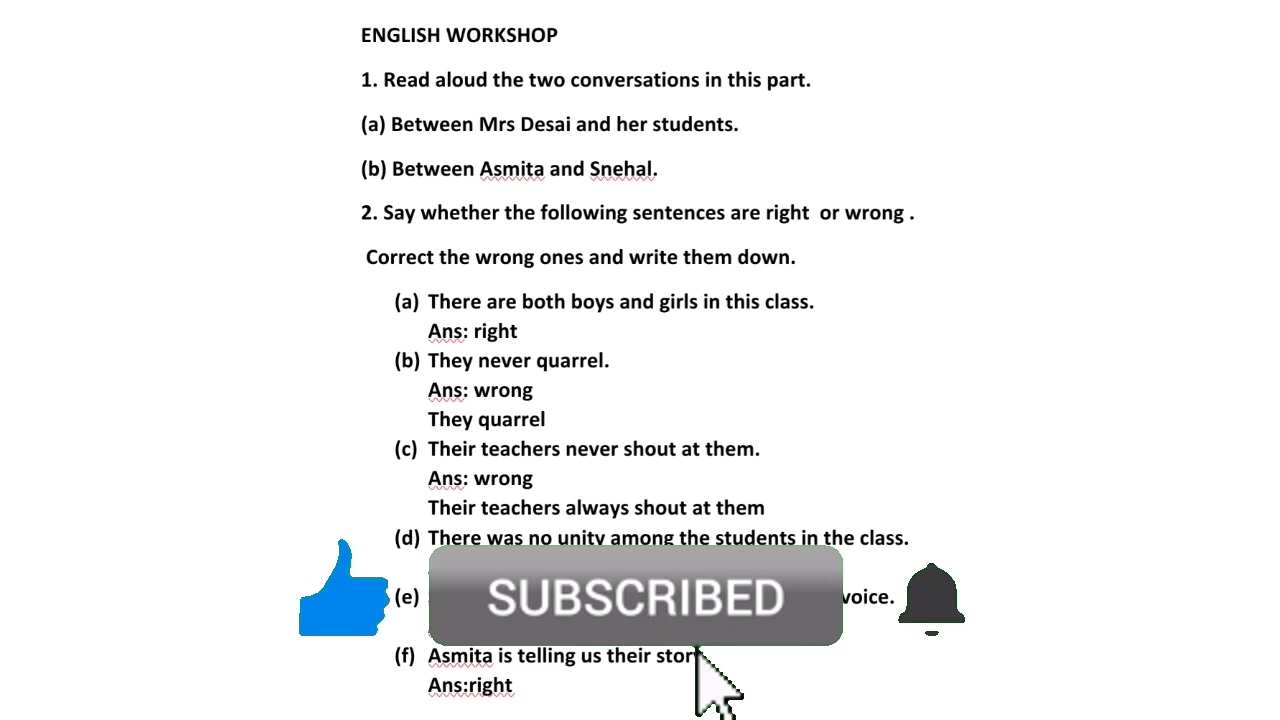 ENGLISH WORKSHOP
1. Read aloud the two conversations in this part.
(a) Between Mrs Desai and her students.
(b) Between Asmita and Snehal.
2. Say whether the following sentences are right  or wrong .
Correct the wrong ones and write them down.
(a) There are both boys and girls in this class.
Ans: right
(b) They never quarrel.
Ans: wrong
They quarrel
(c) Their teachers never shout at them.
Ans: wrong
Their teachers always shout at them
(d) There was no unity among the students in the class.
SUBSCRIBED
(e) voice.
(f) Asmita is telling us their
Ans:right